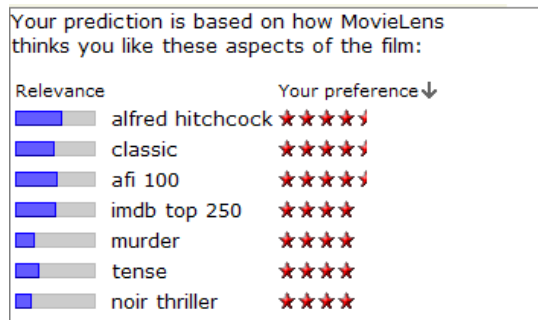 Your prediction is based on how MovieLens
thinks you like these aspects of the film:
Relevance Your preference
alfred hitchcock
classic
afi 100
imdb top 250
murder
tense
noir thriller